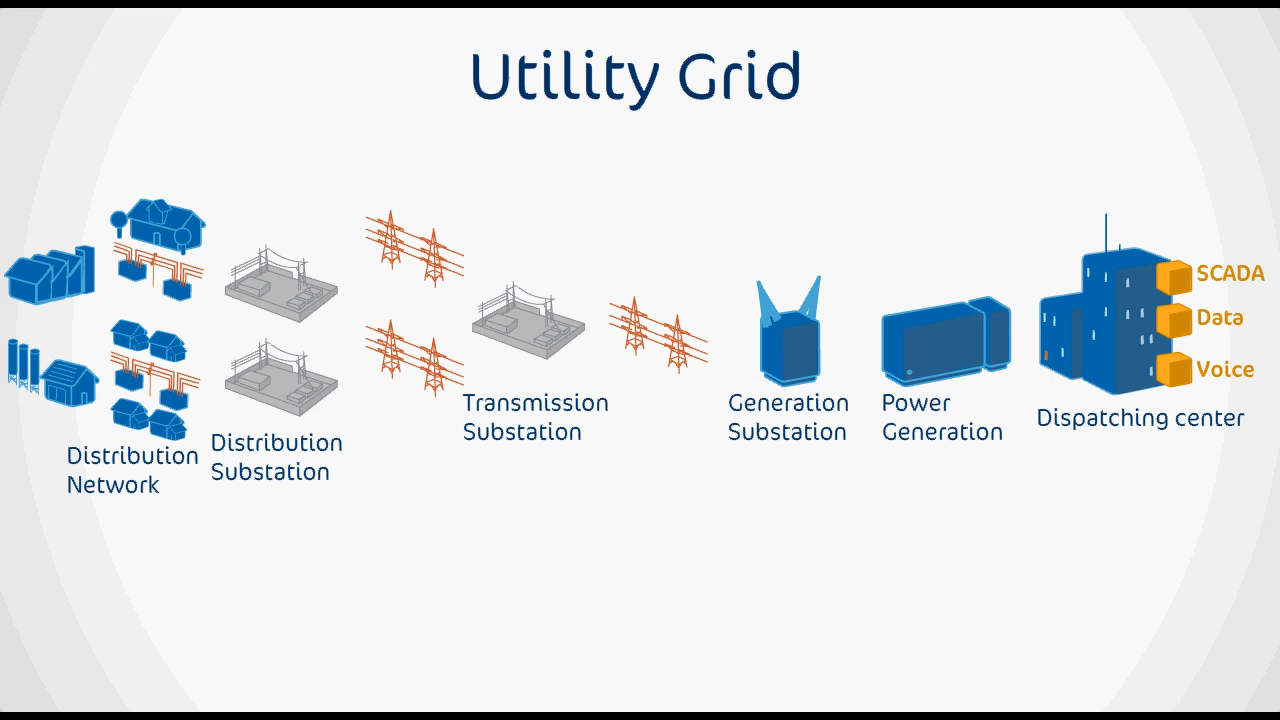 Utility Grid
SCADA
Data
Voice
Distribution
Network
Distribution
Substation
Transmission
Substation
Generation
Substation
Power
Generation
Dispatching center